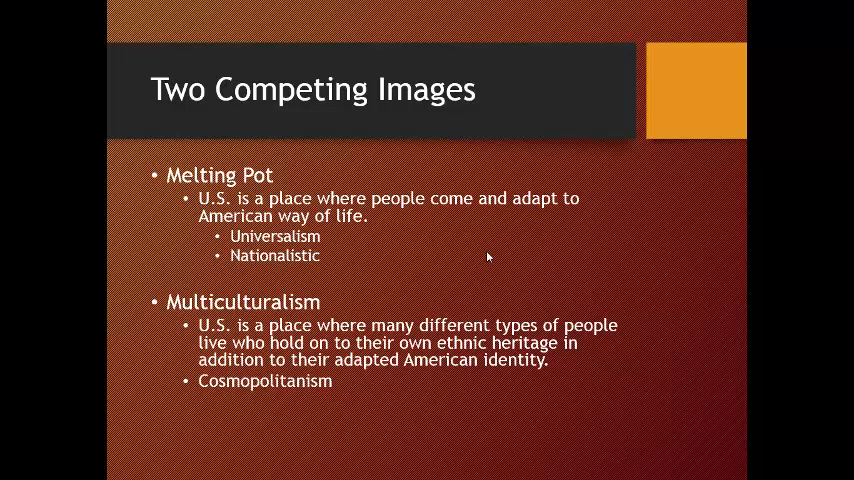 Two Competing Images
• Melting Pot
• U.S. is a place where people come and adapt to
American way of life.
• Universalism
• Nationalistic
• Multiculturalism
• U.S. is a place where many different types of people
live who hold on to their own ethnic heritage in
addition to their adapted American identity.
• Cosmopolitanism